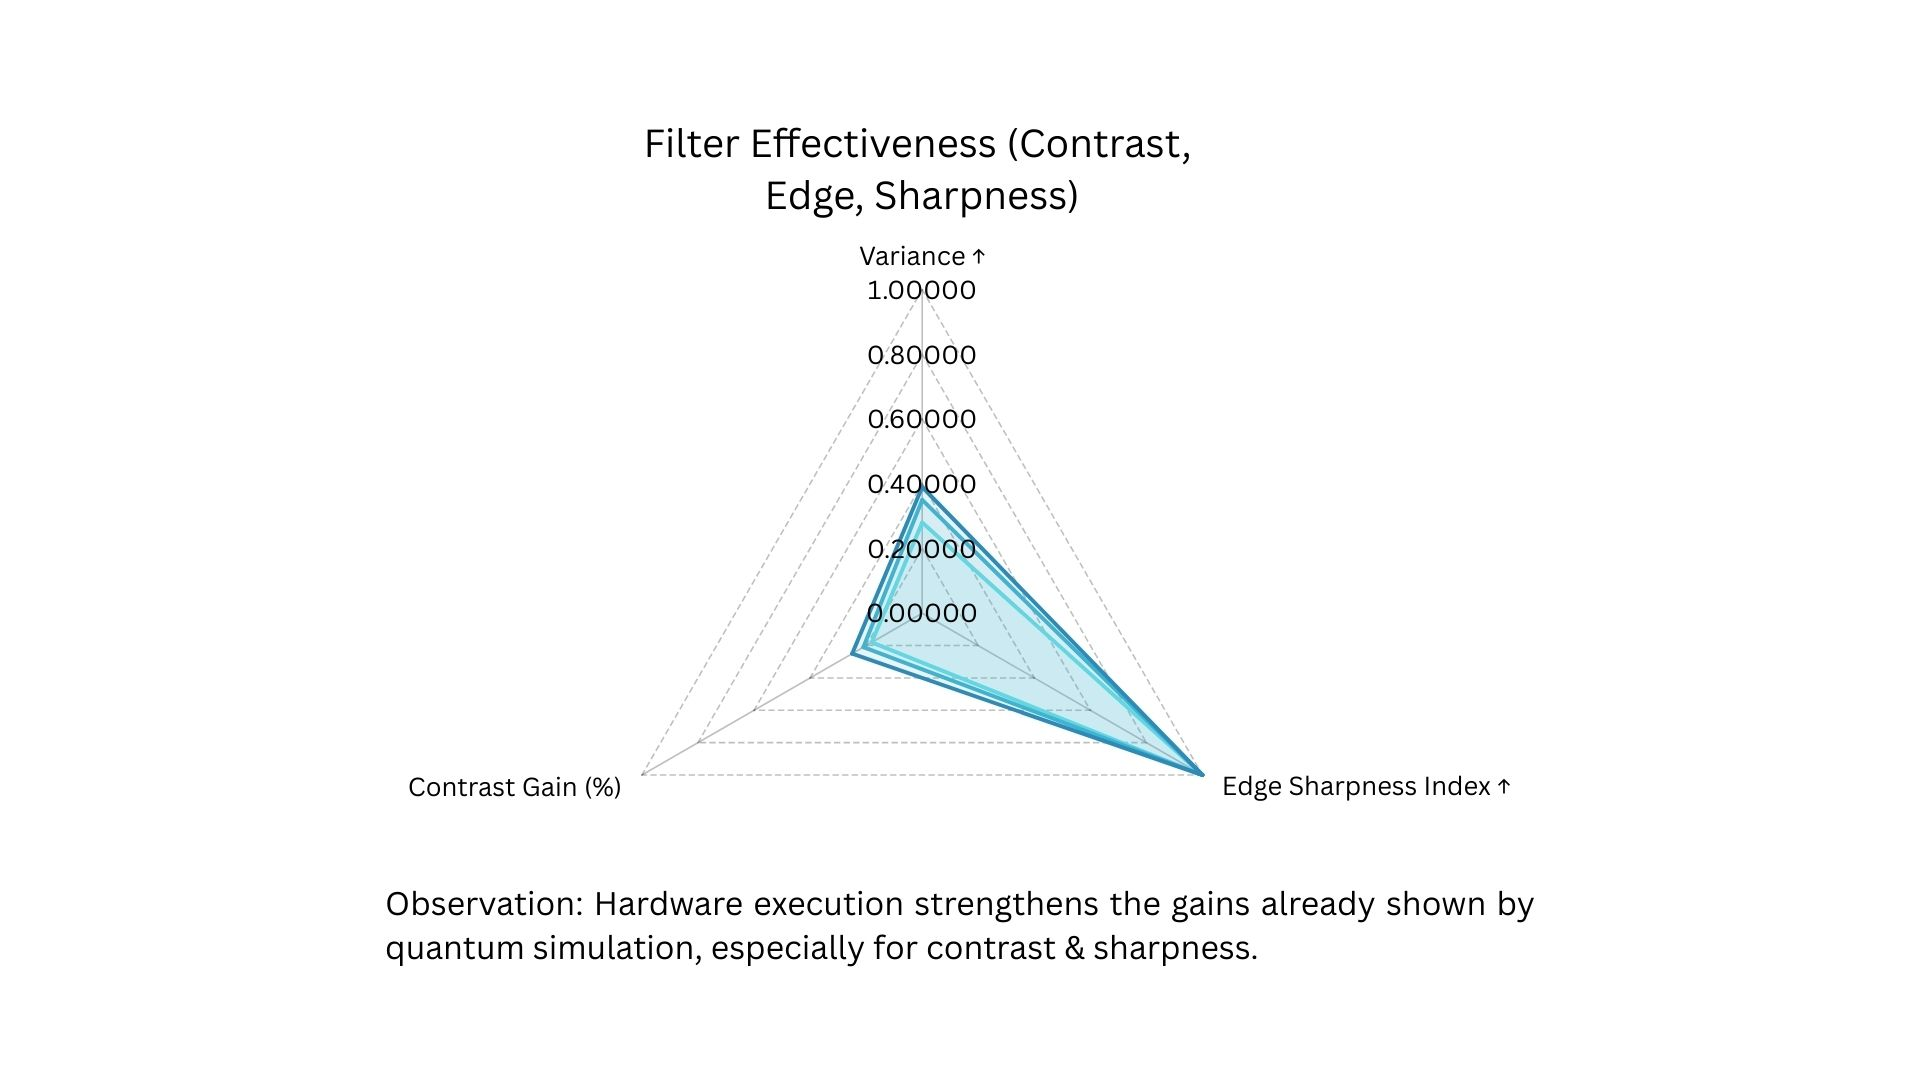 Filter Effectiveness (Contrast,
Edge, Sharpness)
Variance ↑
1.00000
0.80000
0.60000
0.40000
0.20000
0.00000
Contrast Gain (%)
Edge Sharpness Index ↑
Observation: Hardware execution strengthens the gains already shown by
quantum simulation, especially for contrast & sharpness.